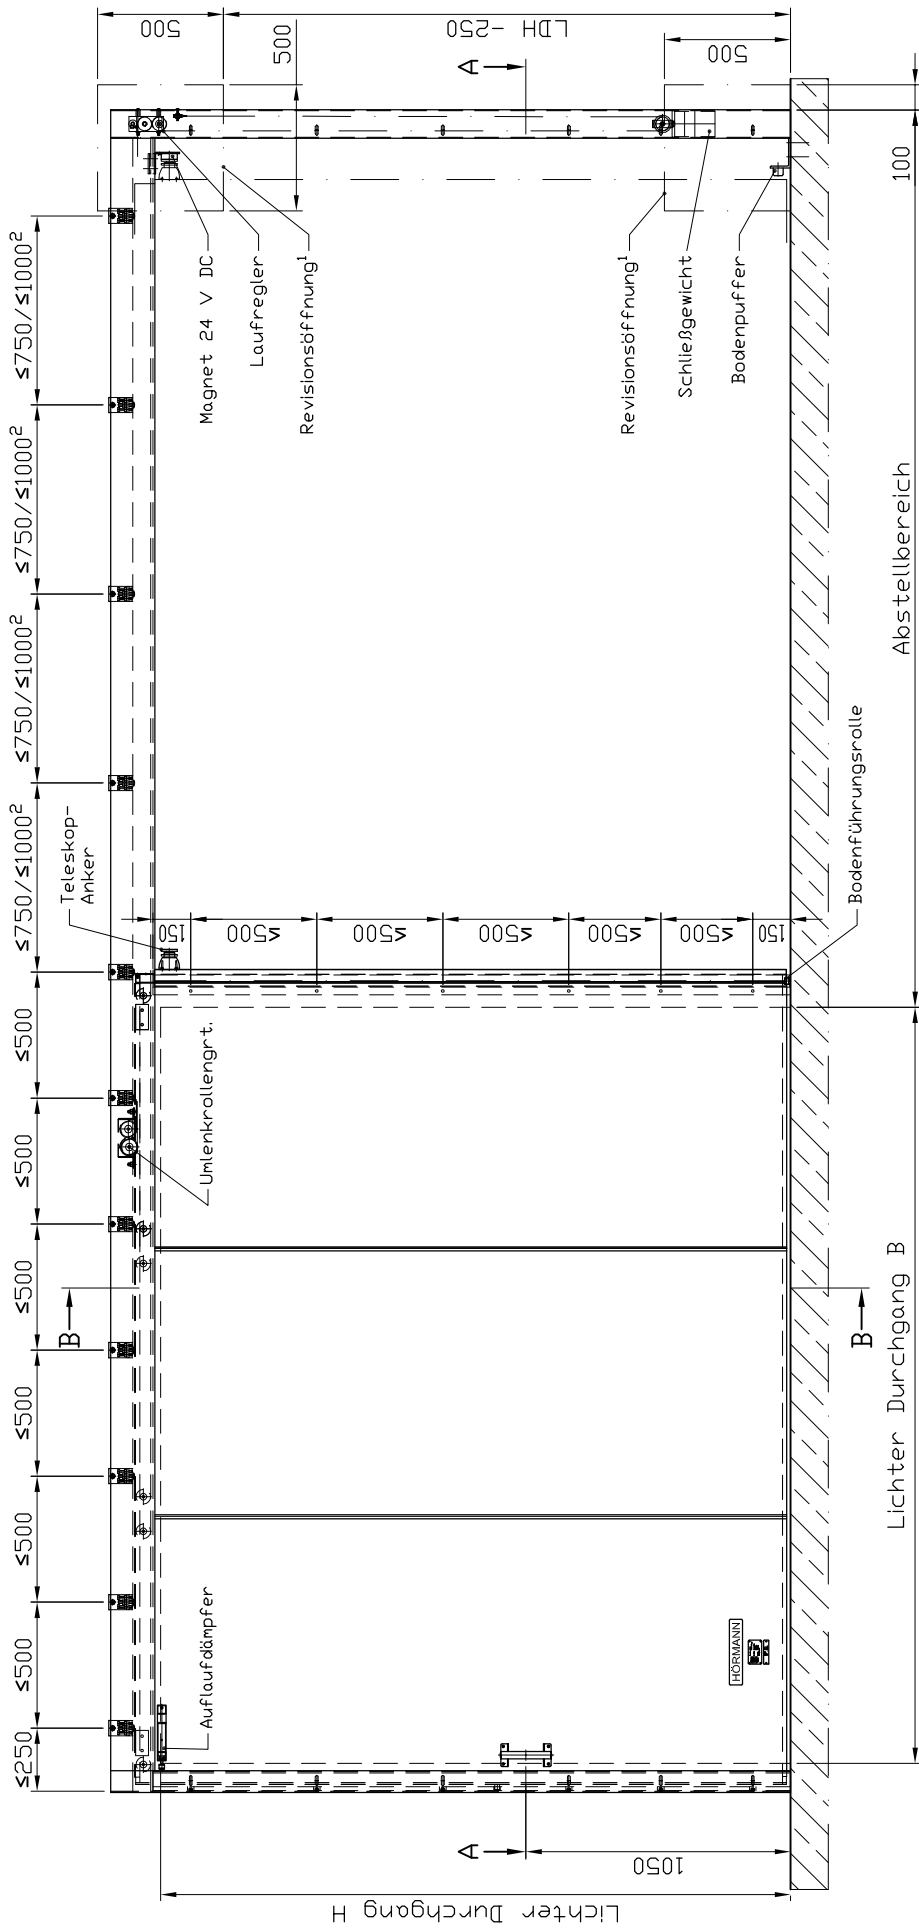 ≤250
≤500
≤500
≤500
≤500
≤500
≤500
≤750/≤1000²
≤750/≤1000²
≤750/≤1000²
≤750/≤1000²
500
500
LDH -250
500
A
A
B
B
Teleskop-
Anker
Umlenkrollengrt.
Auflaufdämpfer
Magnet 24 V DC
Laufregler
Revisionsöffnung¹
Revisionsöffnung¹
Schließgewicht
Bodenpuffer
150
≤500
≤500
≤500
≤500
≤500
150
Bodenführungsrolle
HÖRMANN
1050
Lichter Durchgang H
Lichter Durchgang B
Abstellbereich
100